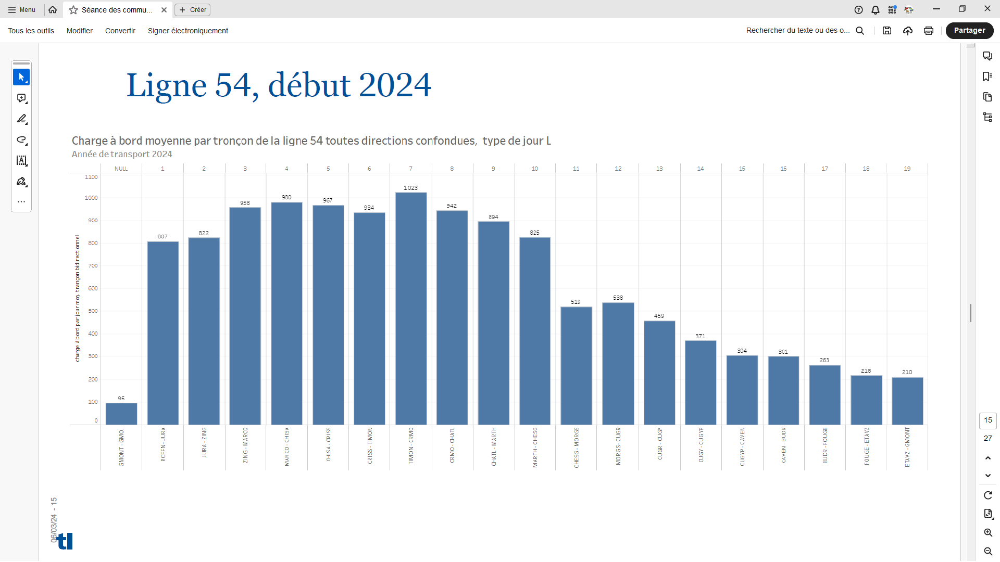 Menu
Séance des commu...
Créer
Tous les outils
Modifier
Convertir
Signer électroniquement
Rechercher du texte ou des o...
Partager
Ligne 54, début 2024
Charge à bord moyenne par tronçon de la ligne 54 toutes directions confondues, type de jour L
Année de transport 2024
NULL 1 2 3 4 5 6 7 8 9 10 11 12 13 14 15 16 17 18 19
charge à bord par jour moy. trançon bidirectionnel
1100
1000
900
800
700
600
500
400
300
200
100
0
95 807 822 958 980 967 934 1023 942 894 825 519 538 459 371 304 301 263 218 210
GMONT - GMO..
RCFFN - JURA
JURA - ZING
ZING - MARCO
MARCO - CHISA
CHISA - CRISS
CRISS - TIMON
TIMON - CRMO
CRMO - CHATL
CHATL - MARTH
MARTH - CHESG
CHESG - MORGS
MORGS - CUGR
CUGR - CUGY
CUGY - CUGYP
CUGYP - CAVEN
CAVEN - BUDR
BUDR - FOUGE
FOUGE - ETAVZ
ETAVZ - GMONT
06/03/24 - 15
tl
15
27